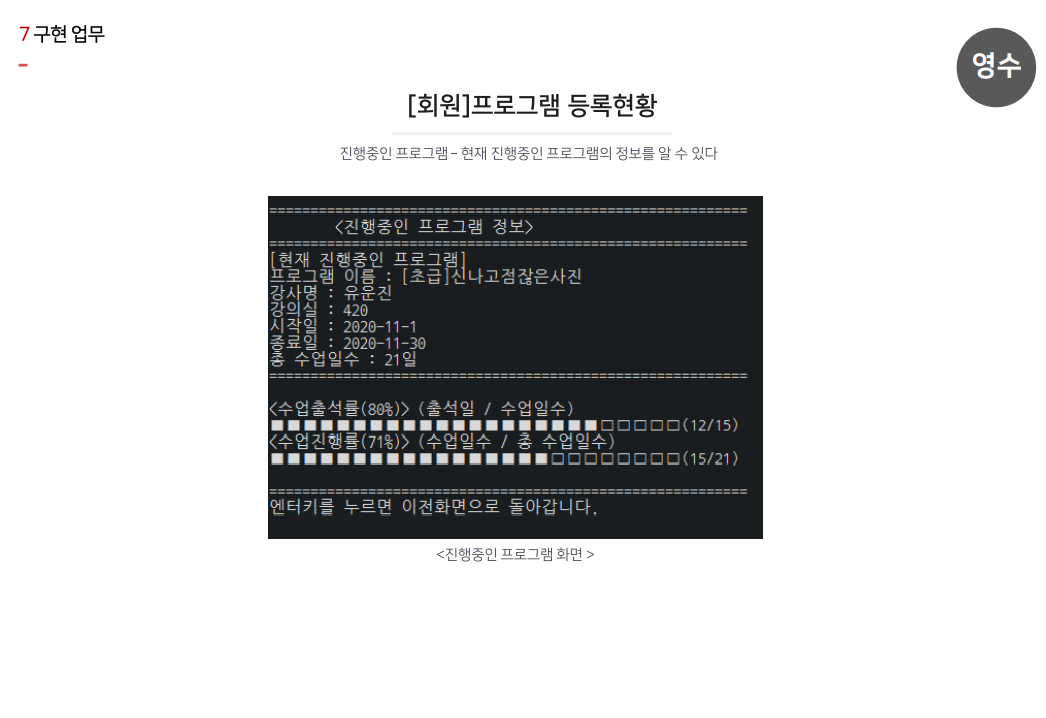 7 구현 업무
영수
[회원]프로그램 등록현황
진행중인 프로그램 – 현재 진행중인 프로그램의 정보를 알 수 있다
==========================================================
<진행중인 프로그램 정보>
==========================================================
[현재 진행중인 프로그램]
프로그램 이름 : [초급]신나고점잖은사진
강사명 : 유운진
강의실 : 420
시작일 : 2020-11-1
종료일 : 2020-11-30
총 수업일수 : 21일
==========================================================
<수업출석률(80%)> (출석일 / 수업일수)
■■■■■■■■■■■■■■■■■■■■□□□□□(12/15)
<수업진행률(71%)> (수업일수 / 총 수업일수)
■■■■■■■■■■■■■■■■■□□□□□□□□(15/21)
==========================================================
엔터키를 누르면 이전화면으로 돌아갑니다.
<진행중인 프로그램 화면 >